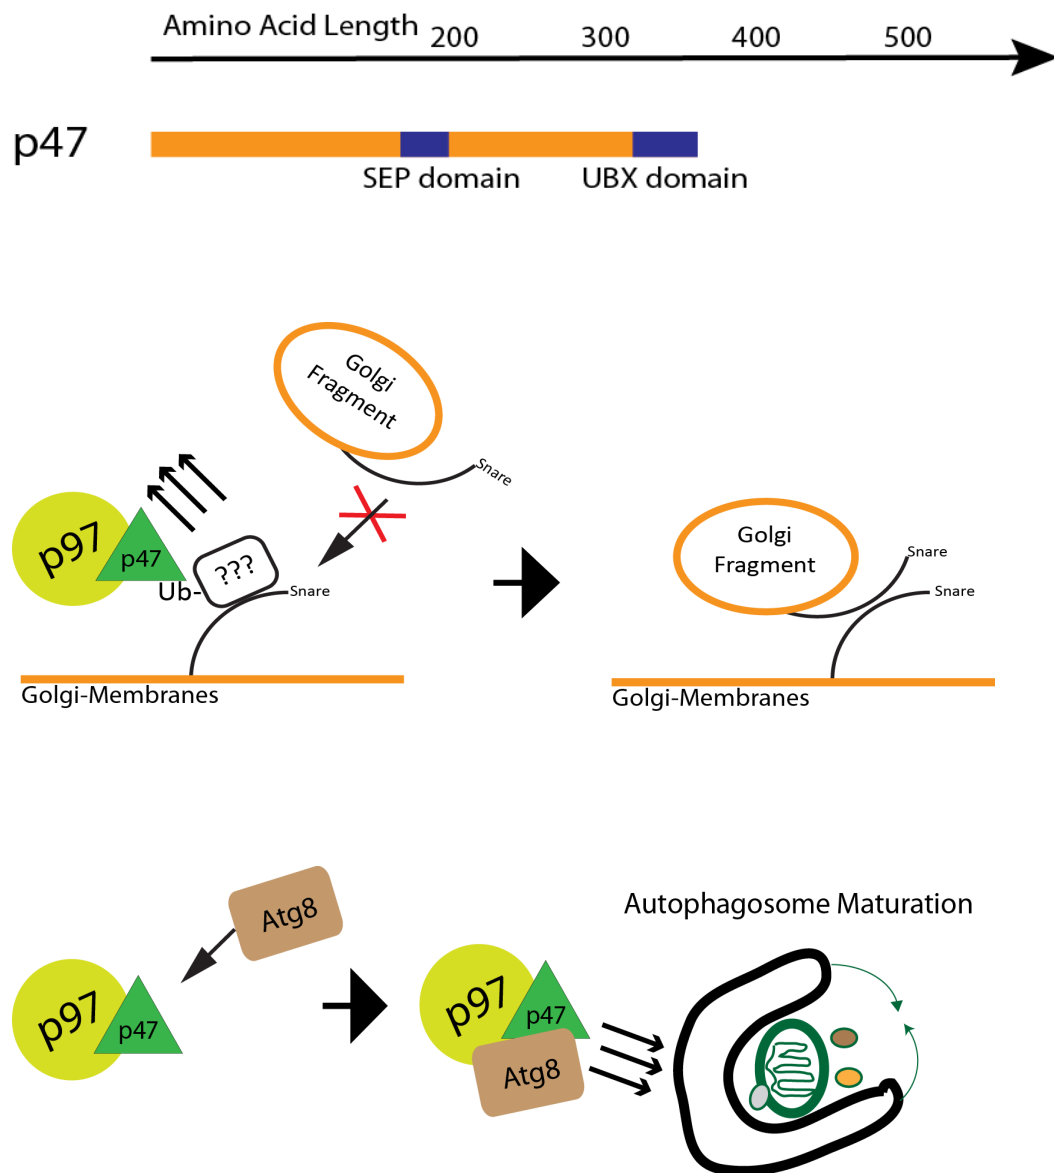 Amino Acid Length 200 300 400 500
p47
SEP domain UBX domain
Golgi
Fragment
Snare
p97
p47
Ub-
???
Snare
Golgi-Membranes
Golgi
Fragment
Snare
Snare
Golgi-Membranes
Atg8
p97
p47
p97
p47
Atg8
Autophagosome Maturation